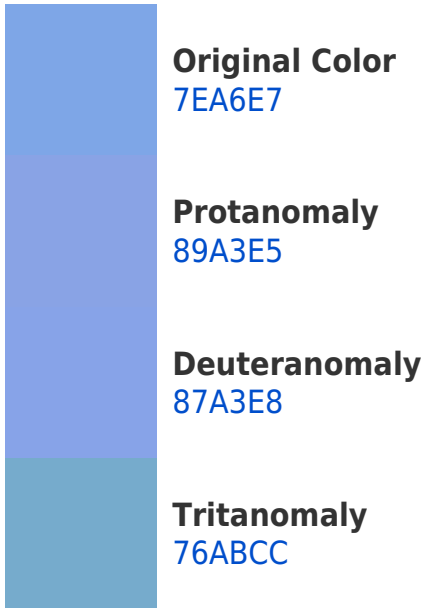 Original Color
7EA6E7
Protanomaly
89A3E5
Deuteranomaly
87A3E8
Tritanomaly
76ABCC